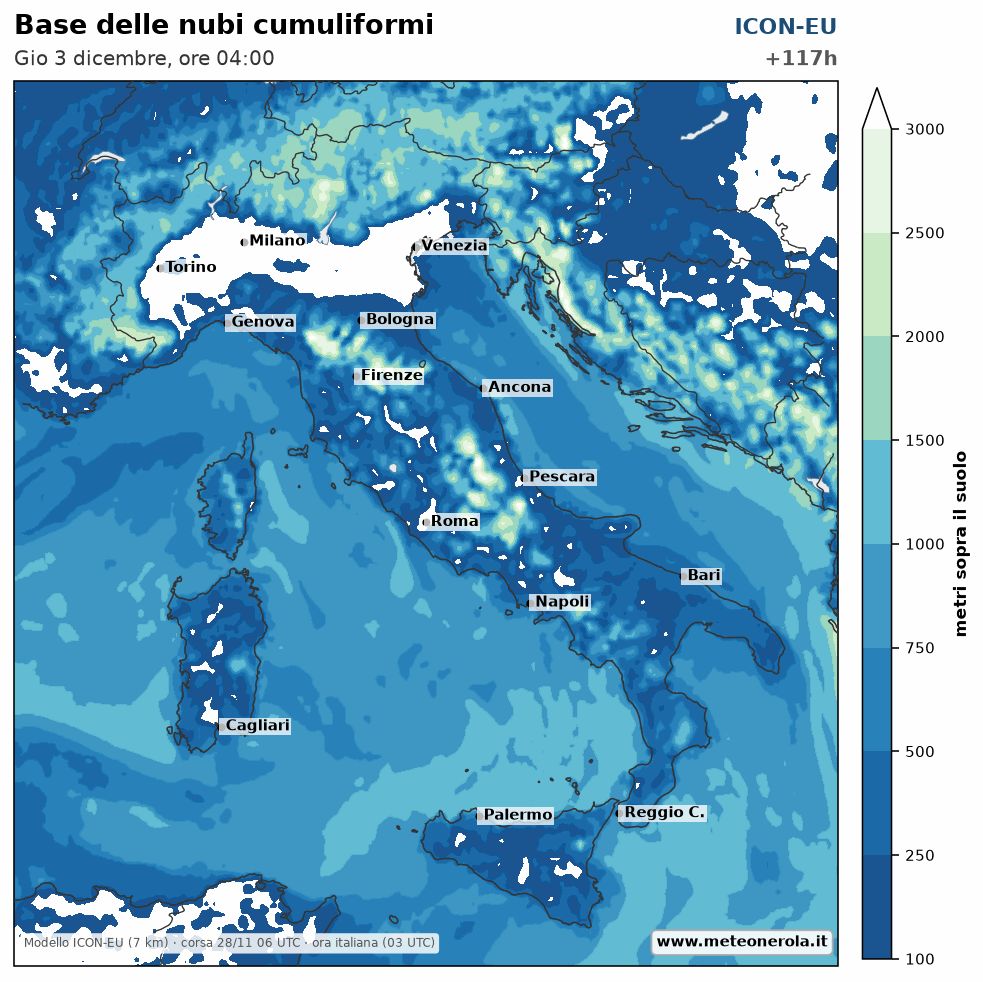 Base delle nubi cumuliformi
ICON-EU
Gio 3 dicembre, ore 04:00
+117h
3000
2500
2000
1500
1000
750
500
250
100
metri sopra il suolo
Milano
Venezia
Torino
Genova
Bologna
Firenze
Ancona
Pescara
Roma
Bari
Napoli
Cagliari
Palermo
Reggio C.
Modello ICON-EU (7 km) · corsa 28/11 06 UTC · ora italiana (03 UTC)
www.meteonerola.it